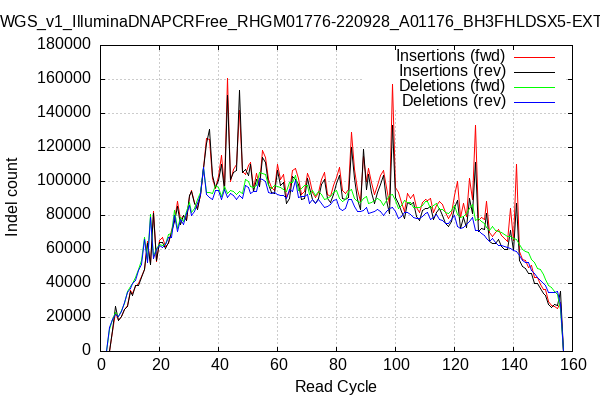 WGS_v1_IlluminaDNAPCRFree_RHGM01776-220928_A01176_BH3FHLDSX5-EXT
180000
160000
140000
120000
100000
80000
60000
40000
20000
0
Indel count
Insertions (fwd)
Insertions (rev)
Deletions (fwd)
Deletions (rev)
0 20 40 60 80 100 120 140 160
Read Cycle